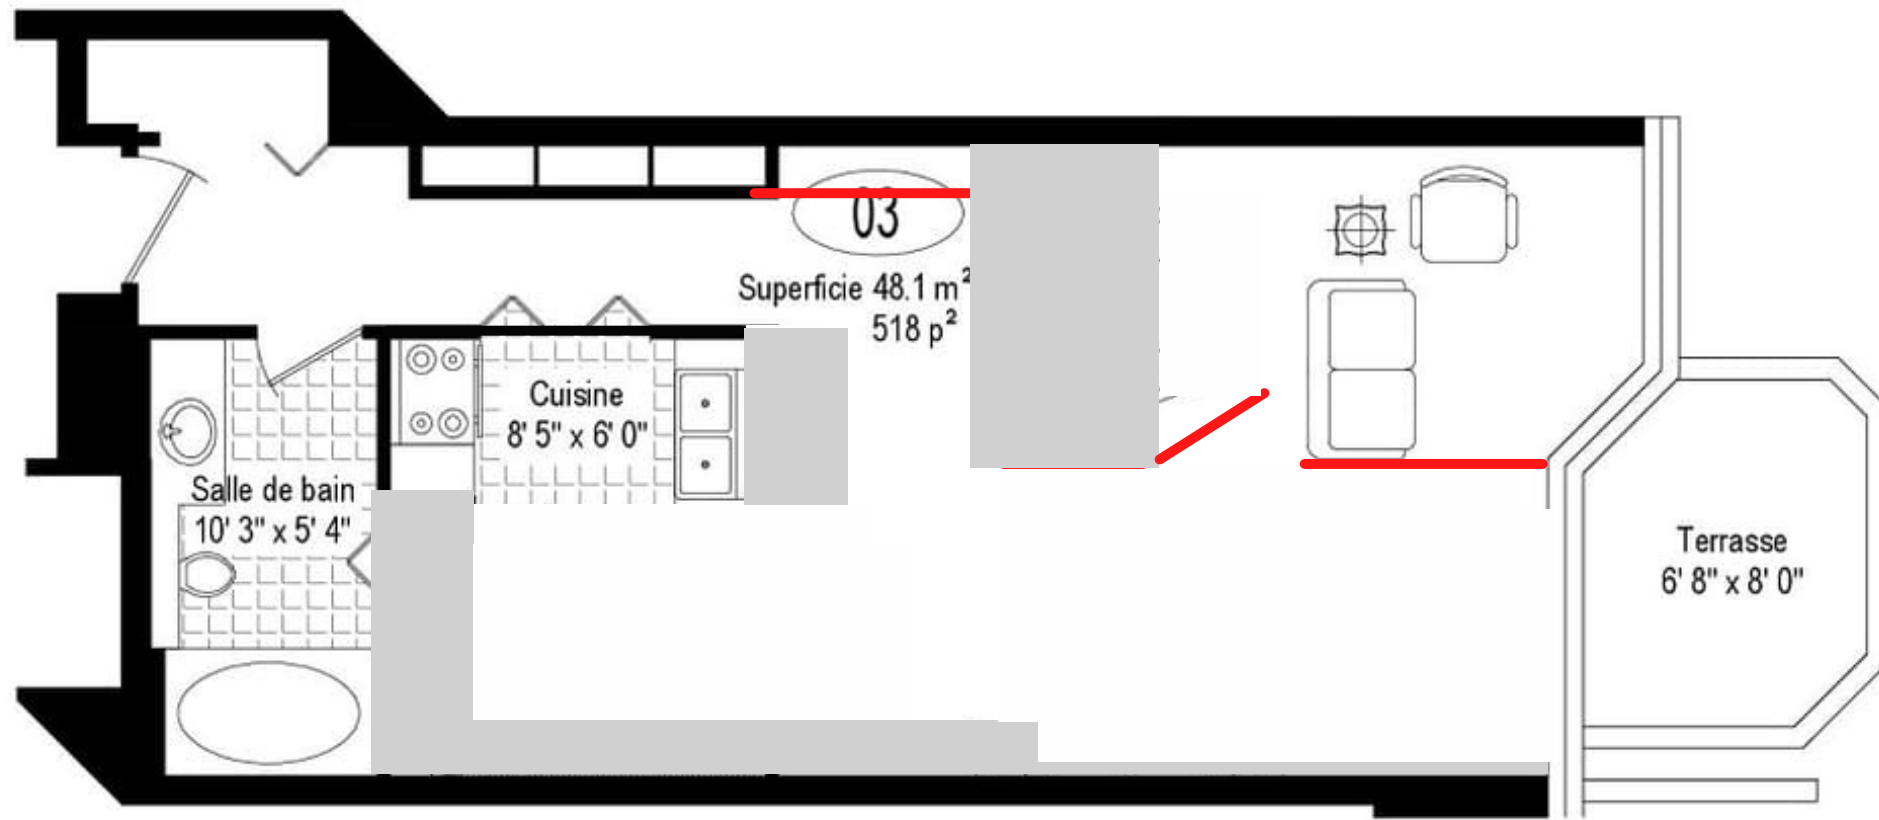 03
Superficie 48.1 m²
518 p²
Cuisine
8' 5" x 6' 0"
Salle de bain
10' 3" x 5' 4"
Terrasse
6' 8" x 8' 0"